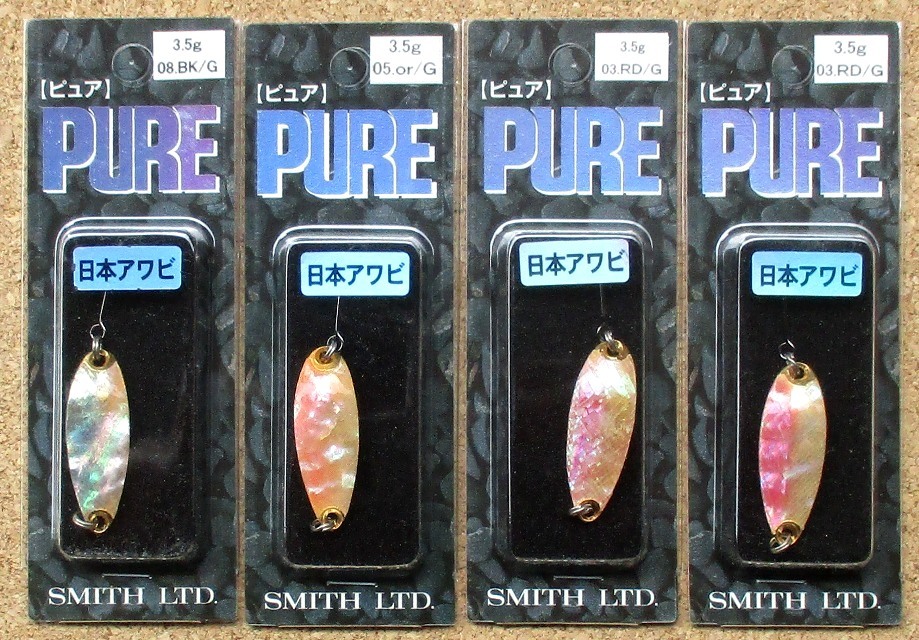 3.5g
08.BK/G
【ピュア】
PURE
日本アワビ
SMITH LTD.
3.5g
05.or/G
【ピュア】
PURE
日本アワビ
SMITH LTD.
3.5g
03.RD/G
【ピュア】
PURE
日本アワビ
SMITH LTD.
3.5g
03.RD/G
【ピュア】
PURE
日本アワビ
SMITH LTD.